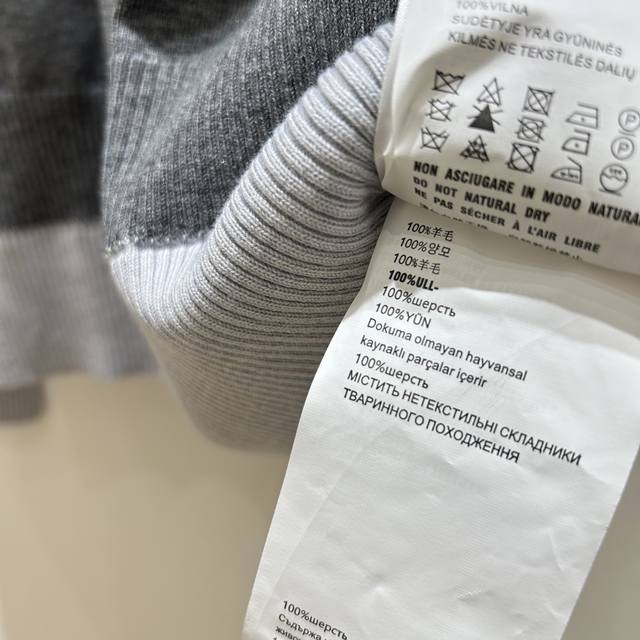 100%VILNA
SUDĖTYJE YRA GYŪNINĖS
KILMĖS NE TEKSTILĖS DALIŲ
NON ASCIUGARE IN MODO NATURA
DO NOT NATURAL DRY
NE PAS SÉCHER À L'AIR LIBRE
100%羊毛
100%양모
100%羊毛
100%ULL-
100%шерсть
100%YÜN
Dokuma olmayan hayvansal
kaynaklı parçalar içerir
100%шерсть
МІСТИТЬ НЕТЕКСТИЛЬНІ СКЛАДНИКИ
ТВАРИННОГО ПОХОДЖЕННЯ
100%шерсть
Съдържа